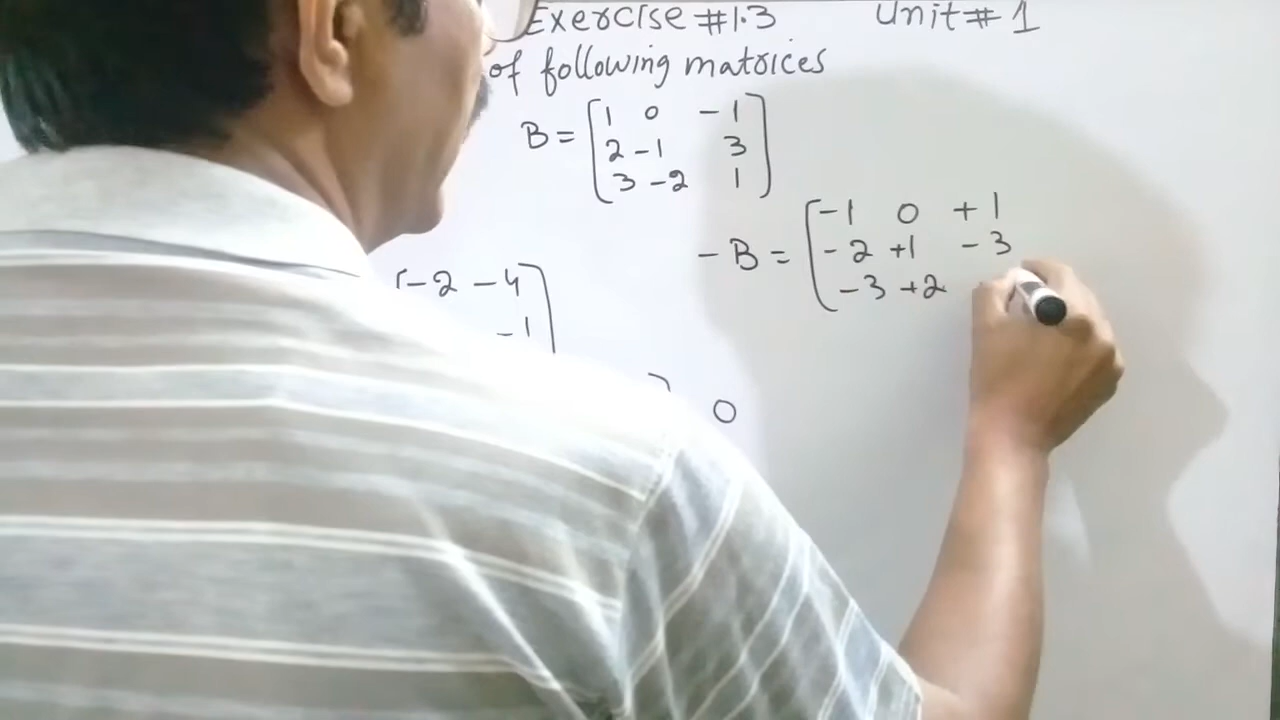 Exercise #1.3 Unit # 1
of following matrices
B = [1 0 -1
2 -1 3
3 -2 1]
-B = [-1 0 +1
-2 +1 -3
-3 +2
[-2 -4
-1]
0